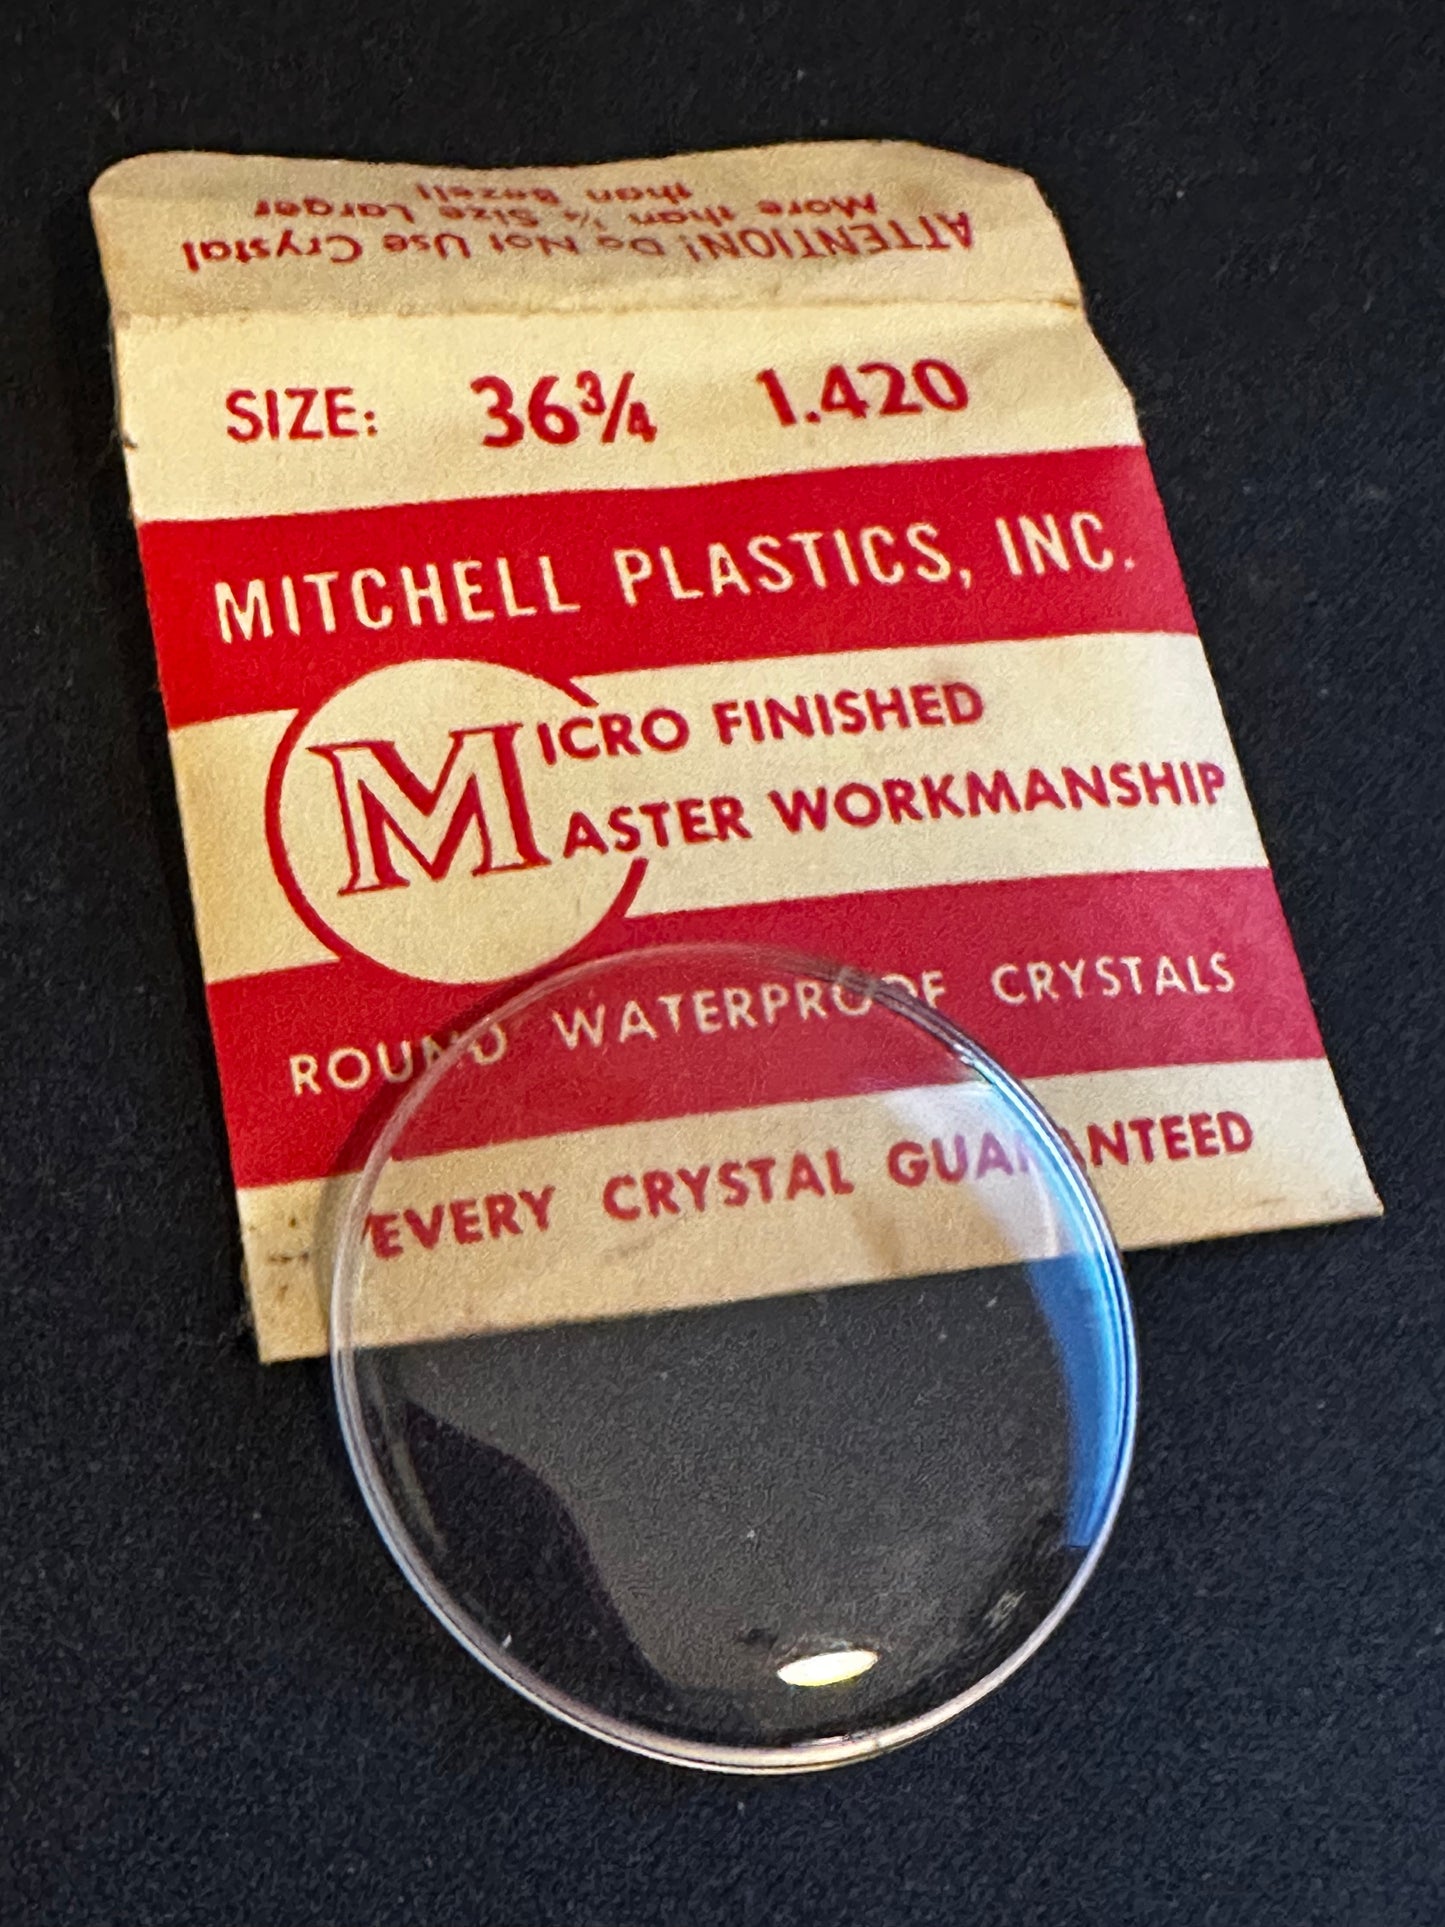 ATTENTION! Do Not Use Crystal
More than ¼ Size Larger
than Bezel!
SIZE: 36¾ 1.420
MITCHELL PLASTICS, INC.
MICRO FINISHED
MASTER WORKMANSHIP
ROUND WATERPROOF CRYSTALS
EVERY CRYSTAL GUARANTEED